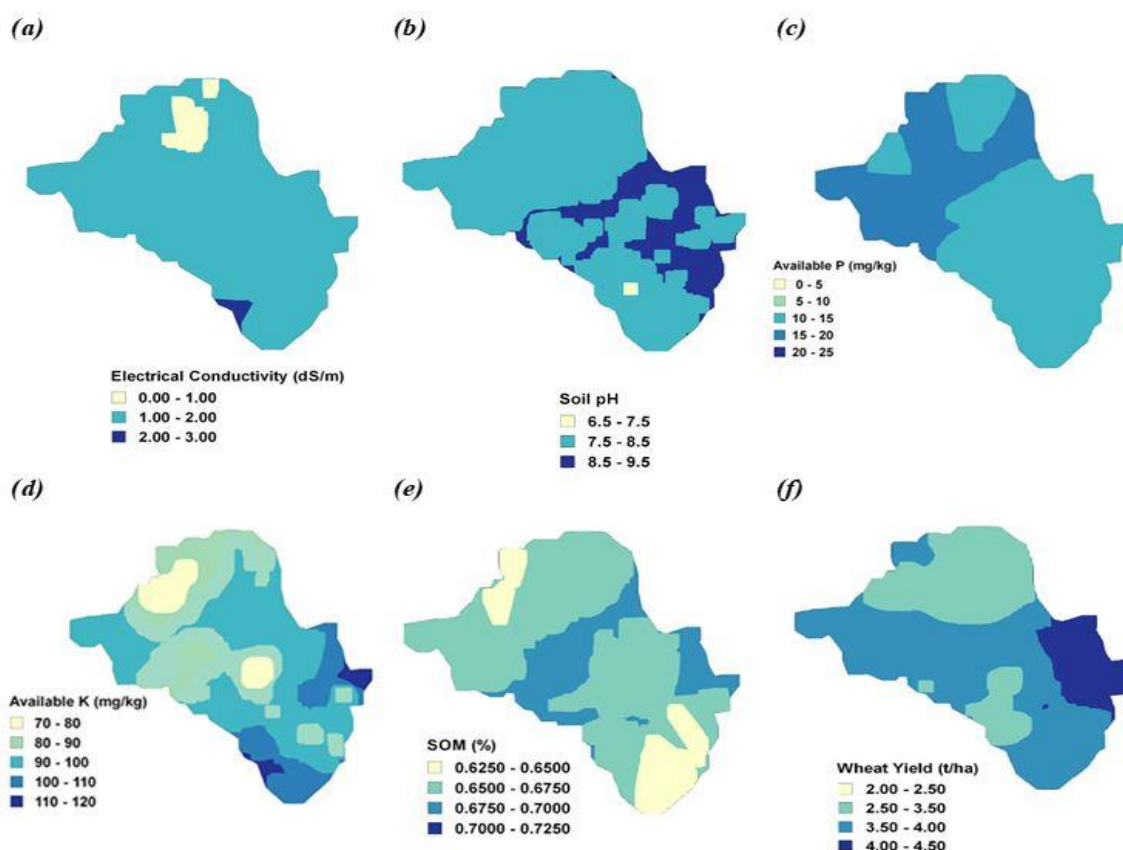 (a)
(b)
(c)
Electrical Conductivity (dS/m)
0.00 - 1.00
1.00 - 2.00
2.00 - 3.00
Soil pH
6.5 - 7.5
7.5 - 8.5
8.5 - 9.5
Available P (mg/kg)
0 - 5
5 - 10
10 - 15
15 - 20
20 - 25
(d)
(e)
(f)
Available K (mg/kg)
70 - 80
80 - 90
90 - 100
100 - 110
110 - 120
SOM (%)
0.6250 - 0.6500
0.6500 - 0.6750
0.6750 - 0.7000
0.7000 - 0.7250
Wheat Yield (t/ha)
2.00 - 2.50
2.50 - 3.50
3.50 - 4.00
4.00 - 4.50